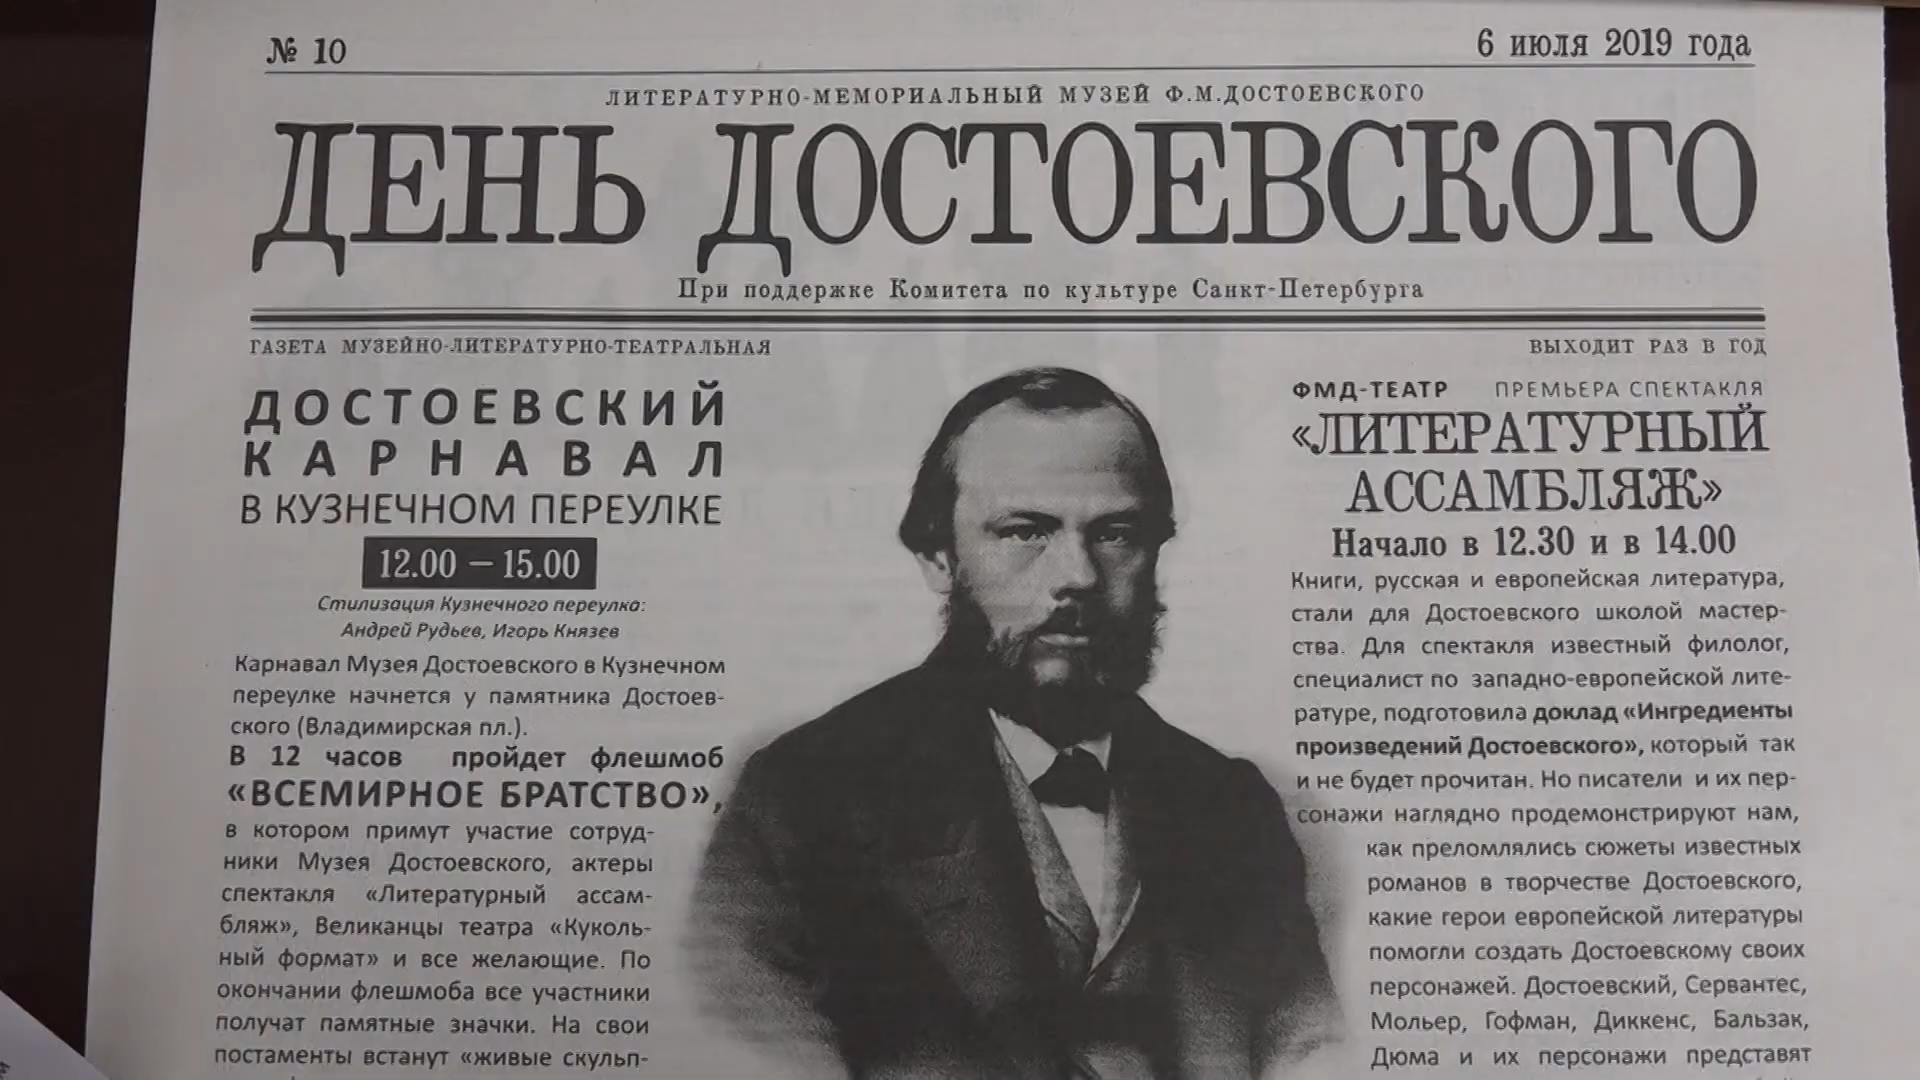 № 10
6 июля 2019 года
ЛИТЕРАТУРНО-МЕМОРИАЛЬНЫЙ МУЗЕЙ Ф.М.ДОСТОЕВСКОГО
ДЕНЬ ДОСТОЕВСКОГО
При поддержке Комитета по культуре Санкт-Петербурга
ГАЗЕТА МУЗЕЙНО-ЛИТЕРАТУРНО-ТЕАТРАЛЬНАЯ
ВЫХОДИТ РАЗ В ГОД
ДОСТОЕВСКИЙ
КАРНАВАЛ
В КУЗНЕЧНОМ ПЕРЕУЛКЕ
12.00 – 15.00
Стилизация Кузнечного переулка:
Андрей Рудьев, Игорь Князев
Карнавал Музея Достоевского в Кузнечном
переулке начнется у памятника Достоев-
ского (Владимирская пл.).
В 12 часов пройдет флешмоб
«ВСЕМИРНОЕ БРАТСТВО»,
в котором примут участие сотруд-
ники Музея Достоевского, актеры
спектакля «Литературный ассам-
бляж», Великанцы театра «Куколь-
ный формат» и все желающие. По
окончании флешмоба все участники
получат памятные значки. На свои
постаменты встанут «живые скульп-
ФМД-ТЕАТР ПРЕМЬЕРА СПЕКТАКЛЯ
«ЛИТЕРАТУРНЫЙ
АССАМБЛЯЖ»
Начало в 12.30 и в 14.00
Книги, русская и европейская литература,
стали для Достоевского школой мастер-
ства. Для спектакля известный филолог,
специалист по западно-европейской лите-
ратуре, подготовила доклад «Ингредиенты
произведений Достоевского», который так
и не будет прочитан. Но писатели и их пер-
сонажи наглядно продемонстрируют нам,
как преломлялись сюжеты известных
романов в творчестве Достоевского,
какие герои европейской литературы
помогли создать Достоевскому своих
персонажей. Достоевский, Сервантес,
Мольер, Гофман, Диккенс, Бальзак,
Дюма и их персонажи представят